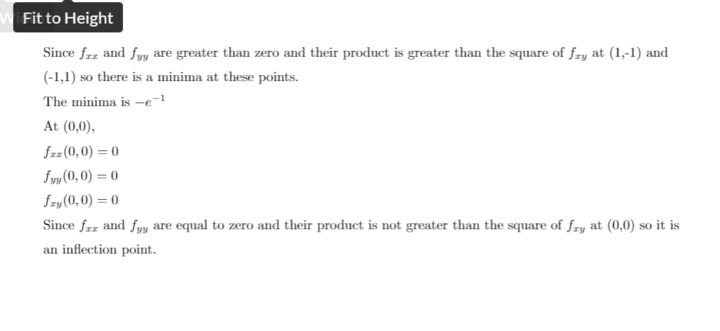 Fit to Height
Since f_{xx} and f_{yy} are greater than zero and their product is greater than the square of f_{xy} at (1,-1) and
(-1,1) so there is a minima at these points.
The minima is −e^{−1}
At (0,0),
f_{xx}(0,0) = 0
f_{yy}(0,0) = 0
f_{xy}(0,0) = 0
Since f_{xx} and f_{yy} are equal to zero and their product is not greater than the square of f_{xy} at (0,0) so it is
an inflection point.